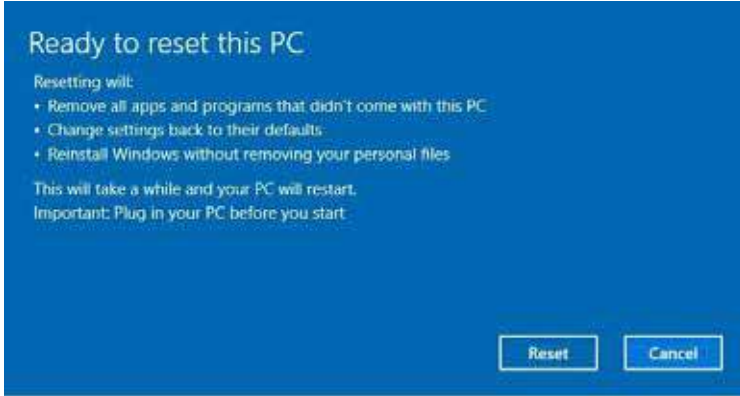 Ready to reset this PC
Resetting will:
• Remove all apps and programs that didn't come with this PC
• Change settings back to their defaults
• Reinstall Windows without removing your personal files
This will take a while and your PC will restart.
Important: Plug in your PC before you start
Reset
Cancel